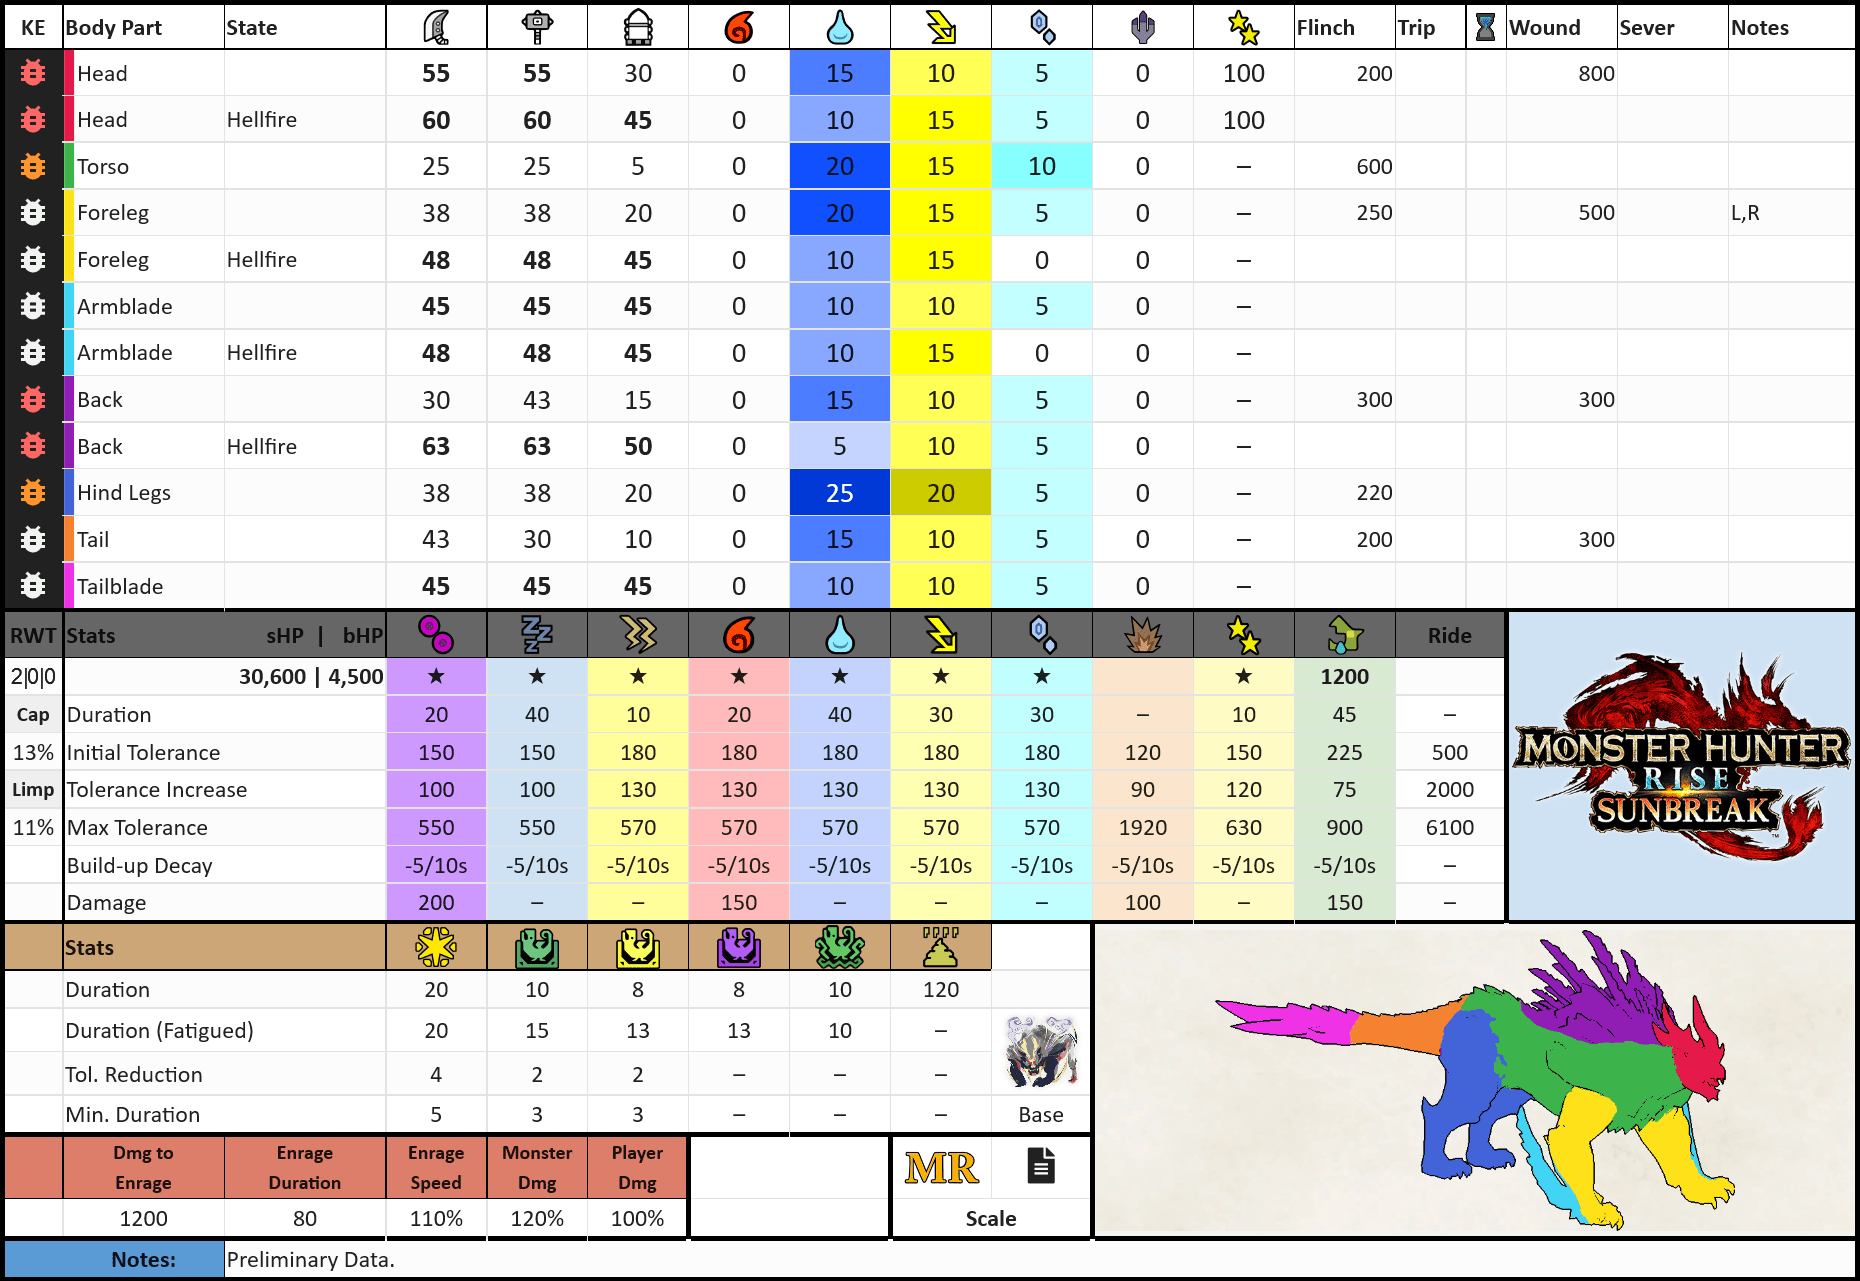 KE Body Part State Flinch Trip Wound Sever Notes
Head 55 55 30 0 15 10 5 0 100 200 800
Head Hellfire 60 60 45 0 10 15 5 0 100
Torso 25 25 5 0 20 15 10 0 – 600
Foreleg 38 38 20 0 20 15 5 0 – 250 500 L,R
Foreleg Hellfire 48 48 45 0 10 15 0 0 –
Armblade 45 45 45 0 10 10 5 0 –
Armblade Hellfire 48 48 45 0 10 15 0 0 –
Back 30 43 15 0 15 10 5 0 – 300 300
Back Hellfire 63 63 50 0 5 10 5 0 –
Hind Legs 38 38 20 0 25 20 5 0 – 220
Tail 43 30 10 0 15 10 5 0 – 200 300
Tailblade 45 45 45 0 10 10 5 0 –
RWT Stats sHP | bHP Ride
2|0|0 30,600 | 4,500 ★ ★ ★ ★ ★ ★ ★ ★ 1200
Cap Duration 20 40 10 20 40 30 30 – 10 45 –
13% Initial Tolerance 150 150 180 180 180 180 180 120 150 225 500
Limp Tolerance Increase 100 100 130 130 130 130 130 90 120 75 2000
11% Max Tolerance 550 550 570 570 570 570 570 1920 630 900 6100
Build-up Decay -5/10s -5/10s -5/10s -5/10s -5/10s -5/10s -5/10s -5/10s -5/10s -5/10s –
Damage 200 – – 150 – – – 100 – 150 –
MONSTER HUNTER
RISE
SUNBREAK
Stats
Duration 20 10 8 8 10 120
Duration (Fatigued) 20 15 13 13 10 –
Tol. Reduction 4 2 2 – – –
Min. Duration 5 3 3 – – – Base
Dmg to Enrage Enrage Monster Player
Enrage Duration Speed Dmg Dmg
MR
1200 80 110% 120% 100% Scale
Notes: Preliminary Data.